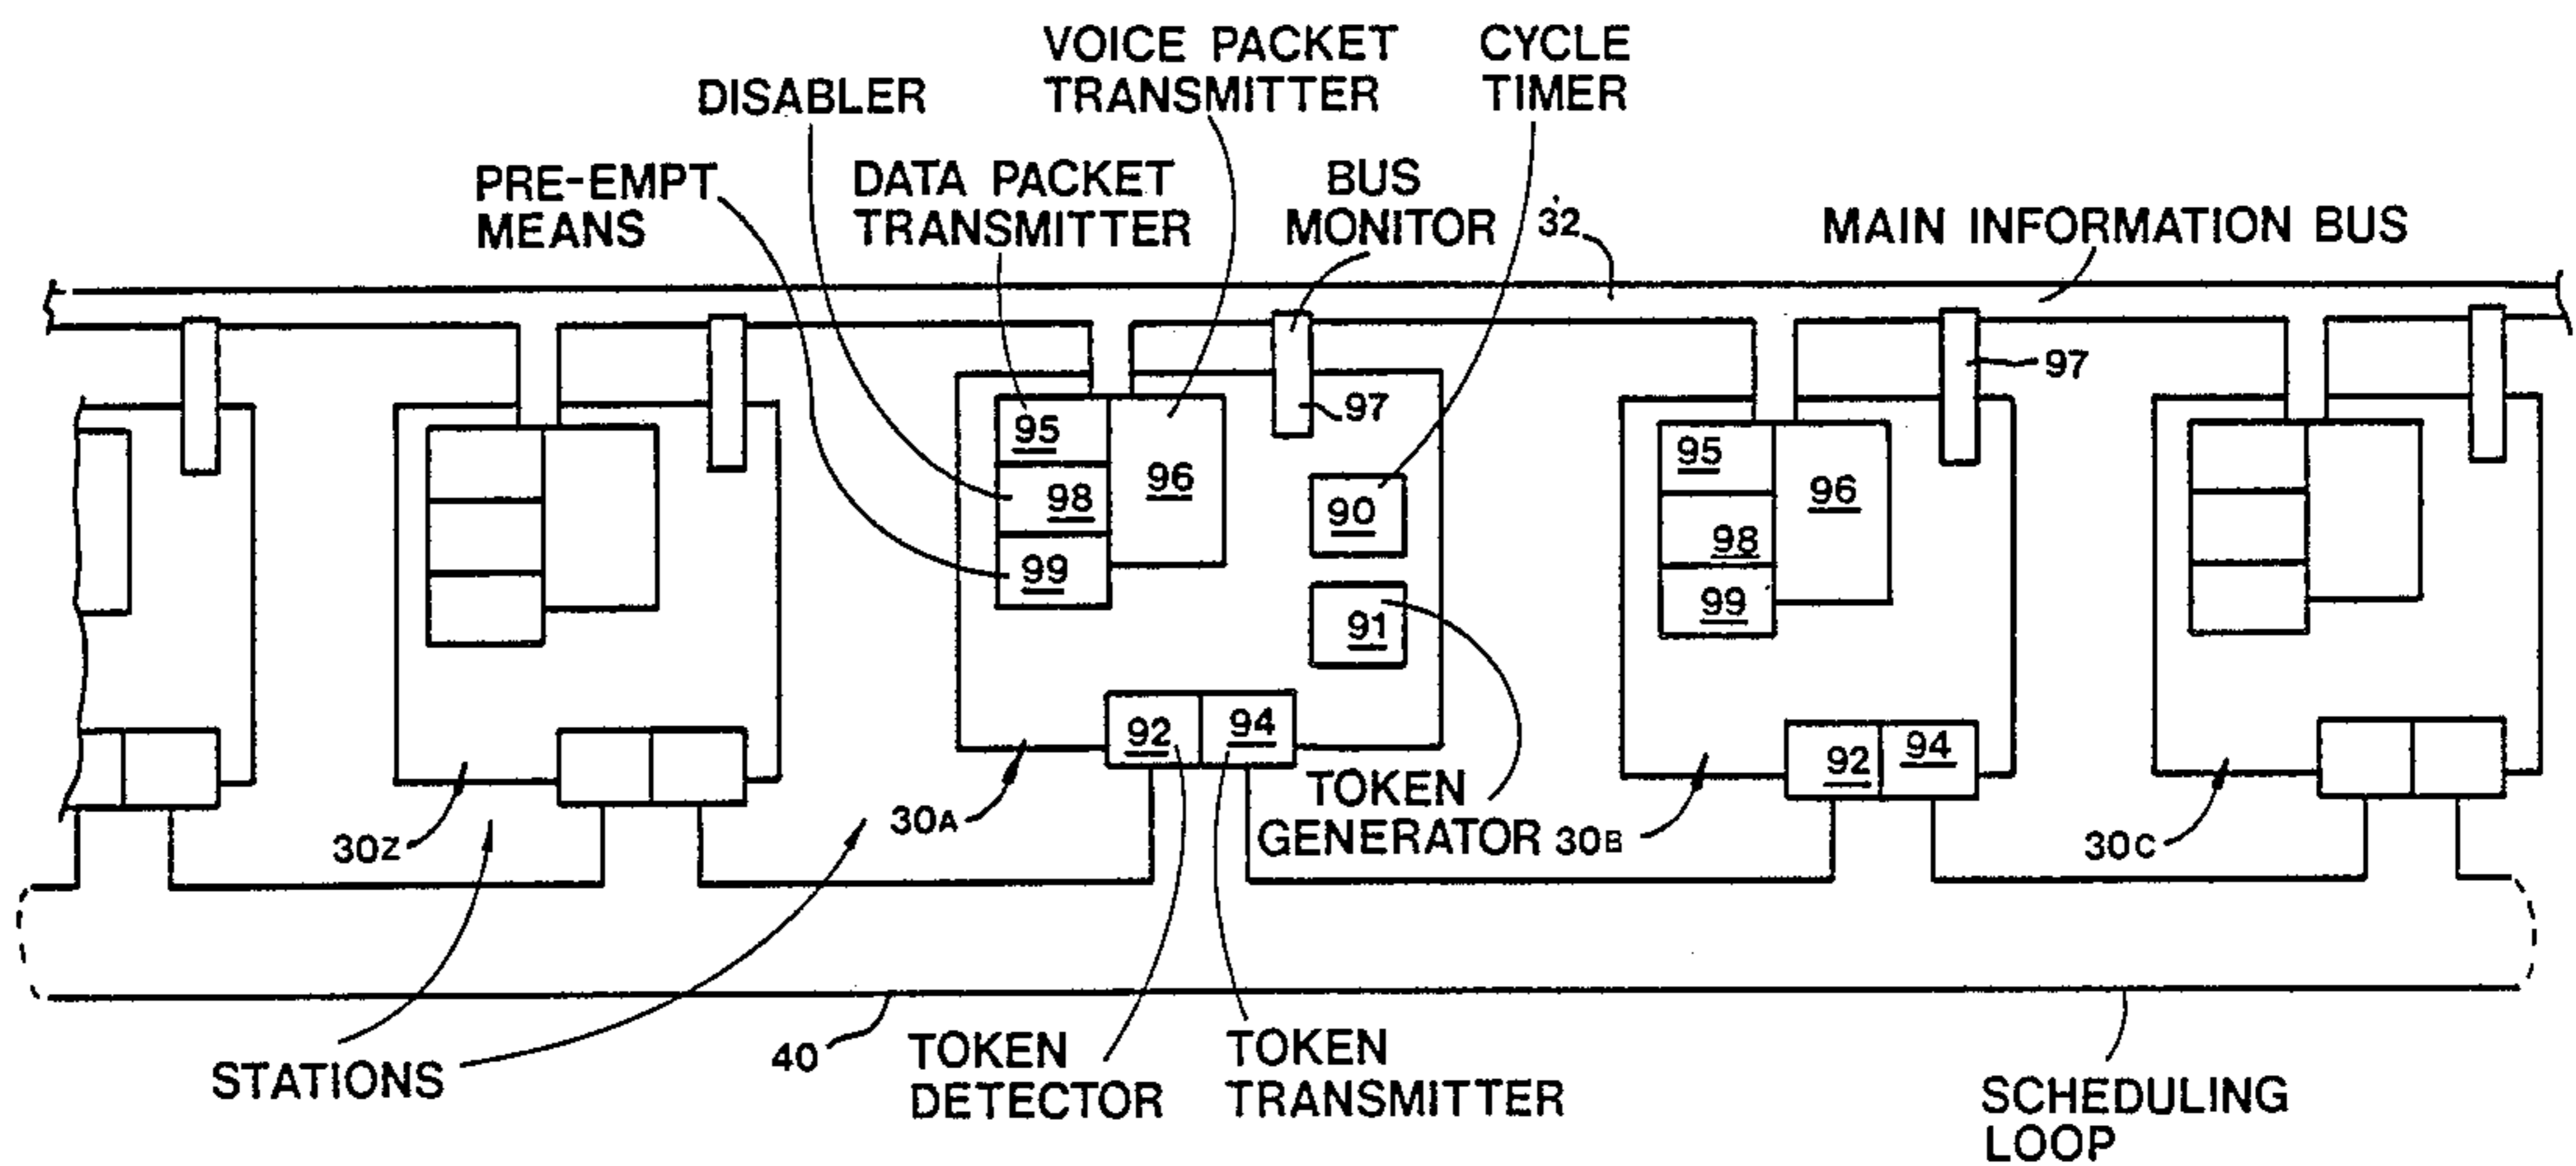 VOICE PACKET
TRANSMITTER
CYCLE
TIMER
DISABLER
PRE-EMPT
MEANS
DATA PACKET
TRANSMITTER
BUS
MONITOR
32
MAIN INFORMATION BUS
97
97
95
98
99
96
90
91
92
94
95
98
99
96
92
94
30Z
30A
TOKEN
GENERATOR
30B
30C
STATIONS
40
TOKEN
DETECTOR
TOKEN
TRANSMITTER
SCHEDULING
LOOP